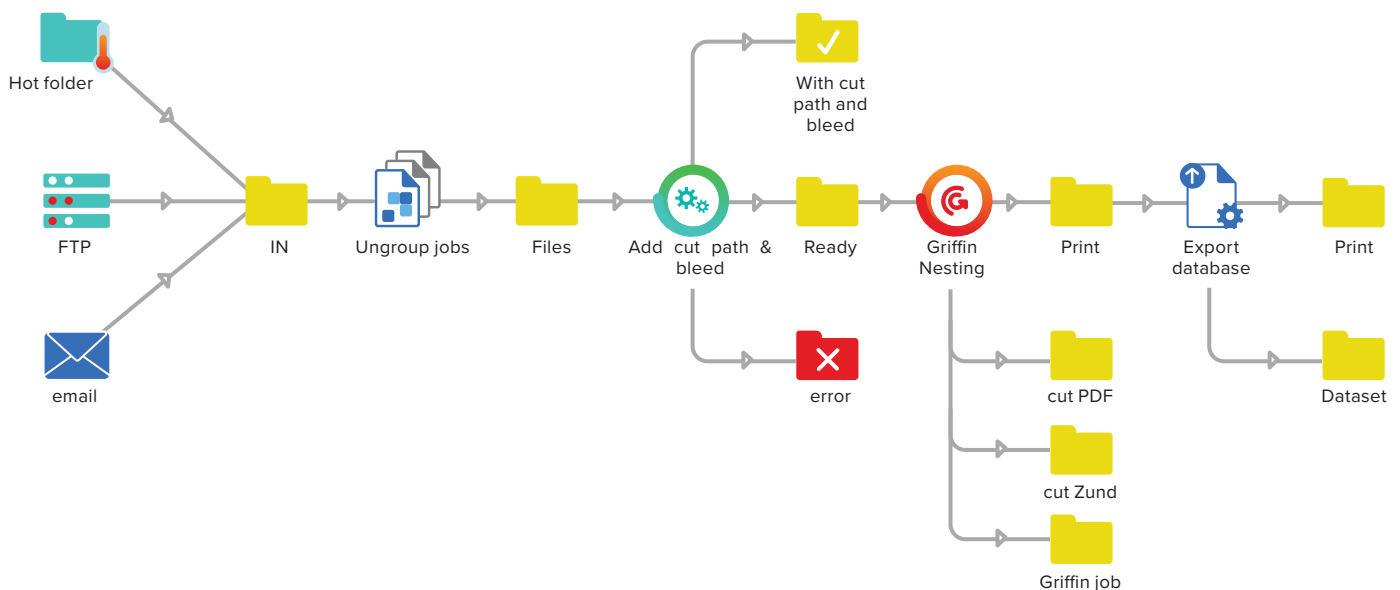 Hot folder
With cut
path and
bleed
FTP
IN
Ungroup jobs
Files
Add cut path &
bleed
Ready
Griffin
Nesting
Print
Export
database
Print
email
error
cut PDF
Dataset
cut Zund
Griffin job